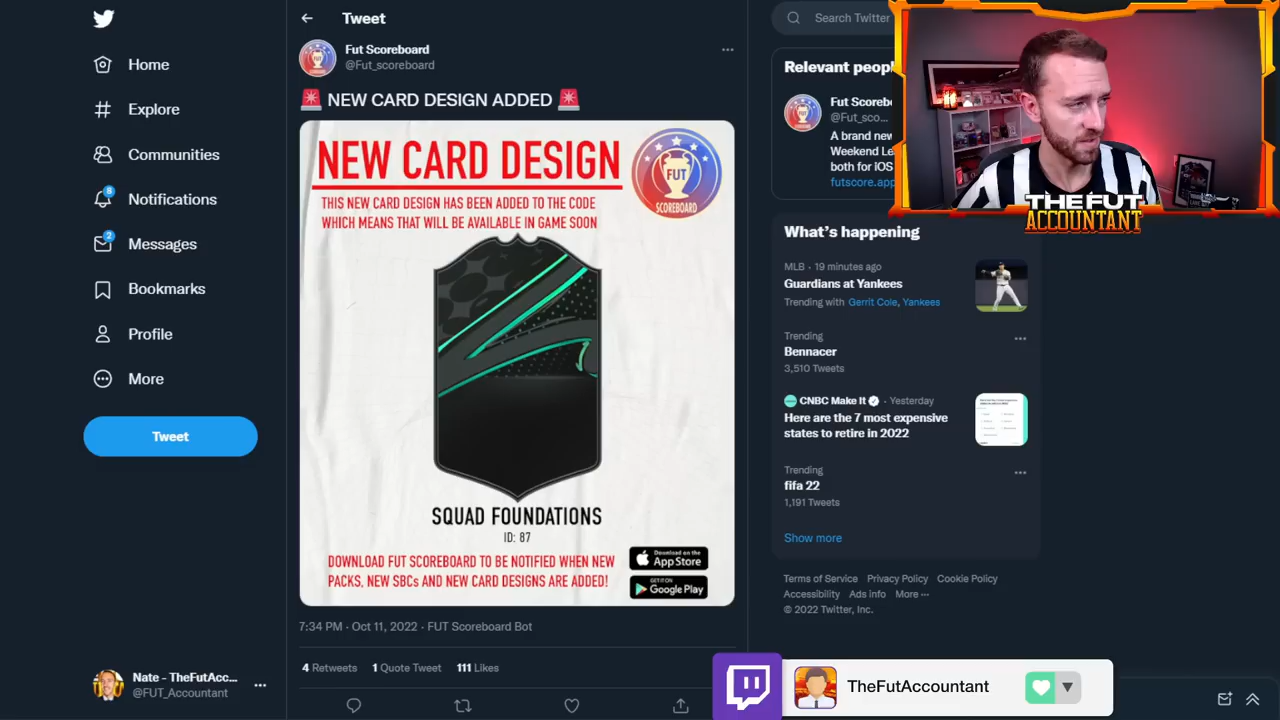 Home
Explore
Communities
8
Notifications
2
Messages
Bookmarks
Profile
More
Tweet
Nate - TheFutAcc...
@FUT_Accountant
Tweet
Fut Scoreboard
@Fut_scoreboard
🚨 NEW CARD DESIGN ADDED 🚨
NEW CARD DESIGN
THIS NEW CARD DESIGN HAS BEEN ADDED TO THE CODE
WHICH MEANS THAT WILL BE AVAILABLE IN GAME SOON
FUT
SCOREBOARD
SQUAD FOUNDATIONS
ID: 87
DOWNLOAD FUT SCOREBOARD TO BE NOTIFIED WHEN NEW
PACKS, NEW SBCs AND NEW CARD DESIGNS ARE ADDED!
Download on the
App Store
GET IT ON
Google Play
7:34 PM · Oct 11, 2022 · FUT Scoreboard Bot
4 Retweets 1 Quote Tweet 111 Likes
Search Twitter
Relevant peopl
Fut Scoreb
@Fut_sco...
A brand new
Weekend Le
both for iOS
futscore.app
THE FUT
ACCOUNTANT
What's happening
MLB · 19 minutes ago
Guardians at Yankees
Trending with Gerrit Cole, Yankees
Trending
Bennacer
3,510 Tweets
CNBC Make It · Yesterday
Here are the 7 most expensive
states to retire in 2022
Trending
fifa 22
1,191 Tweets
Show more
Terms of Service Privacy Policy Cookie Policy
Accessibility Ads info More ···
© 2022 Twitter, Inc.
TheFutAccountant